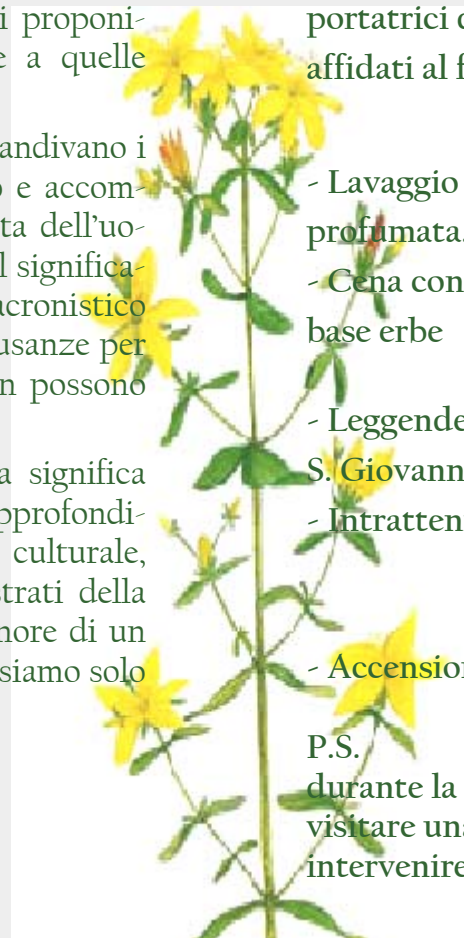 i proponi-
e a quelle
andivano i
o e accom-
ta dell'uo-
l significa-
acronistico
usanze per
n possono
a significa
pprofondi-
culturale,
strati della
nore di un
siamo solo
portatrici
affidati al f
- Lavaggio
profumata.
- Cena con
base erbe
- Leggende
S. Giovann
- Intratten
- Accension
P.S.
durante la
visitare una
intervenire